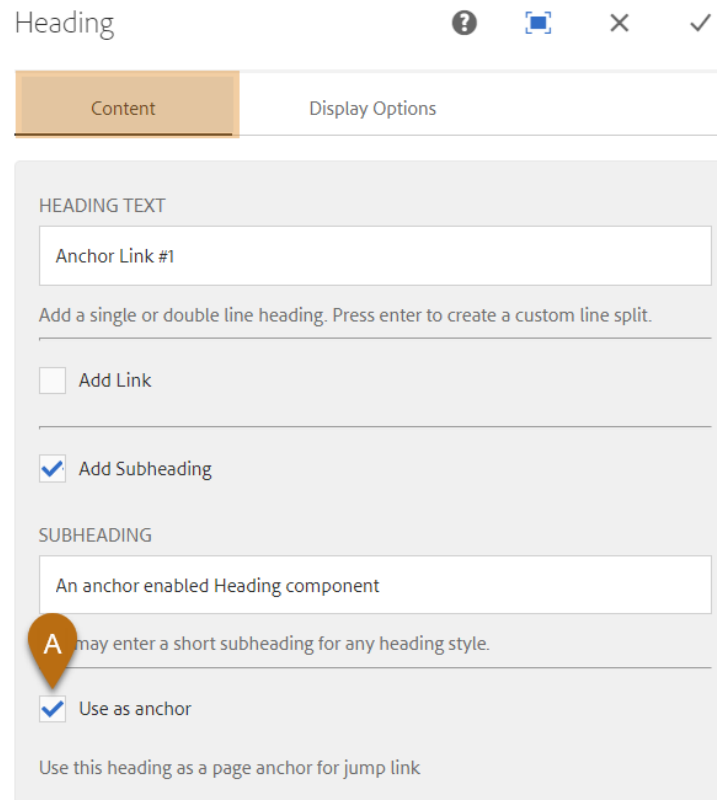 Heading
Content
Display Options
HEADING TEXT
Anchor Link #1
Add a single or double line heading. Press enter to create a custom line split.
Add Link
Add Subheading
SUBHEADING
An anchor enabled Heading component
may enter a short subheading for any heading style.
A
Use as anchor
Use this heading as a page anchor for jump link